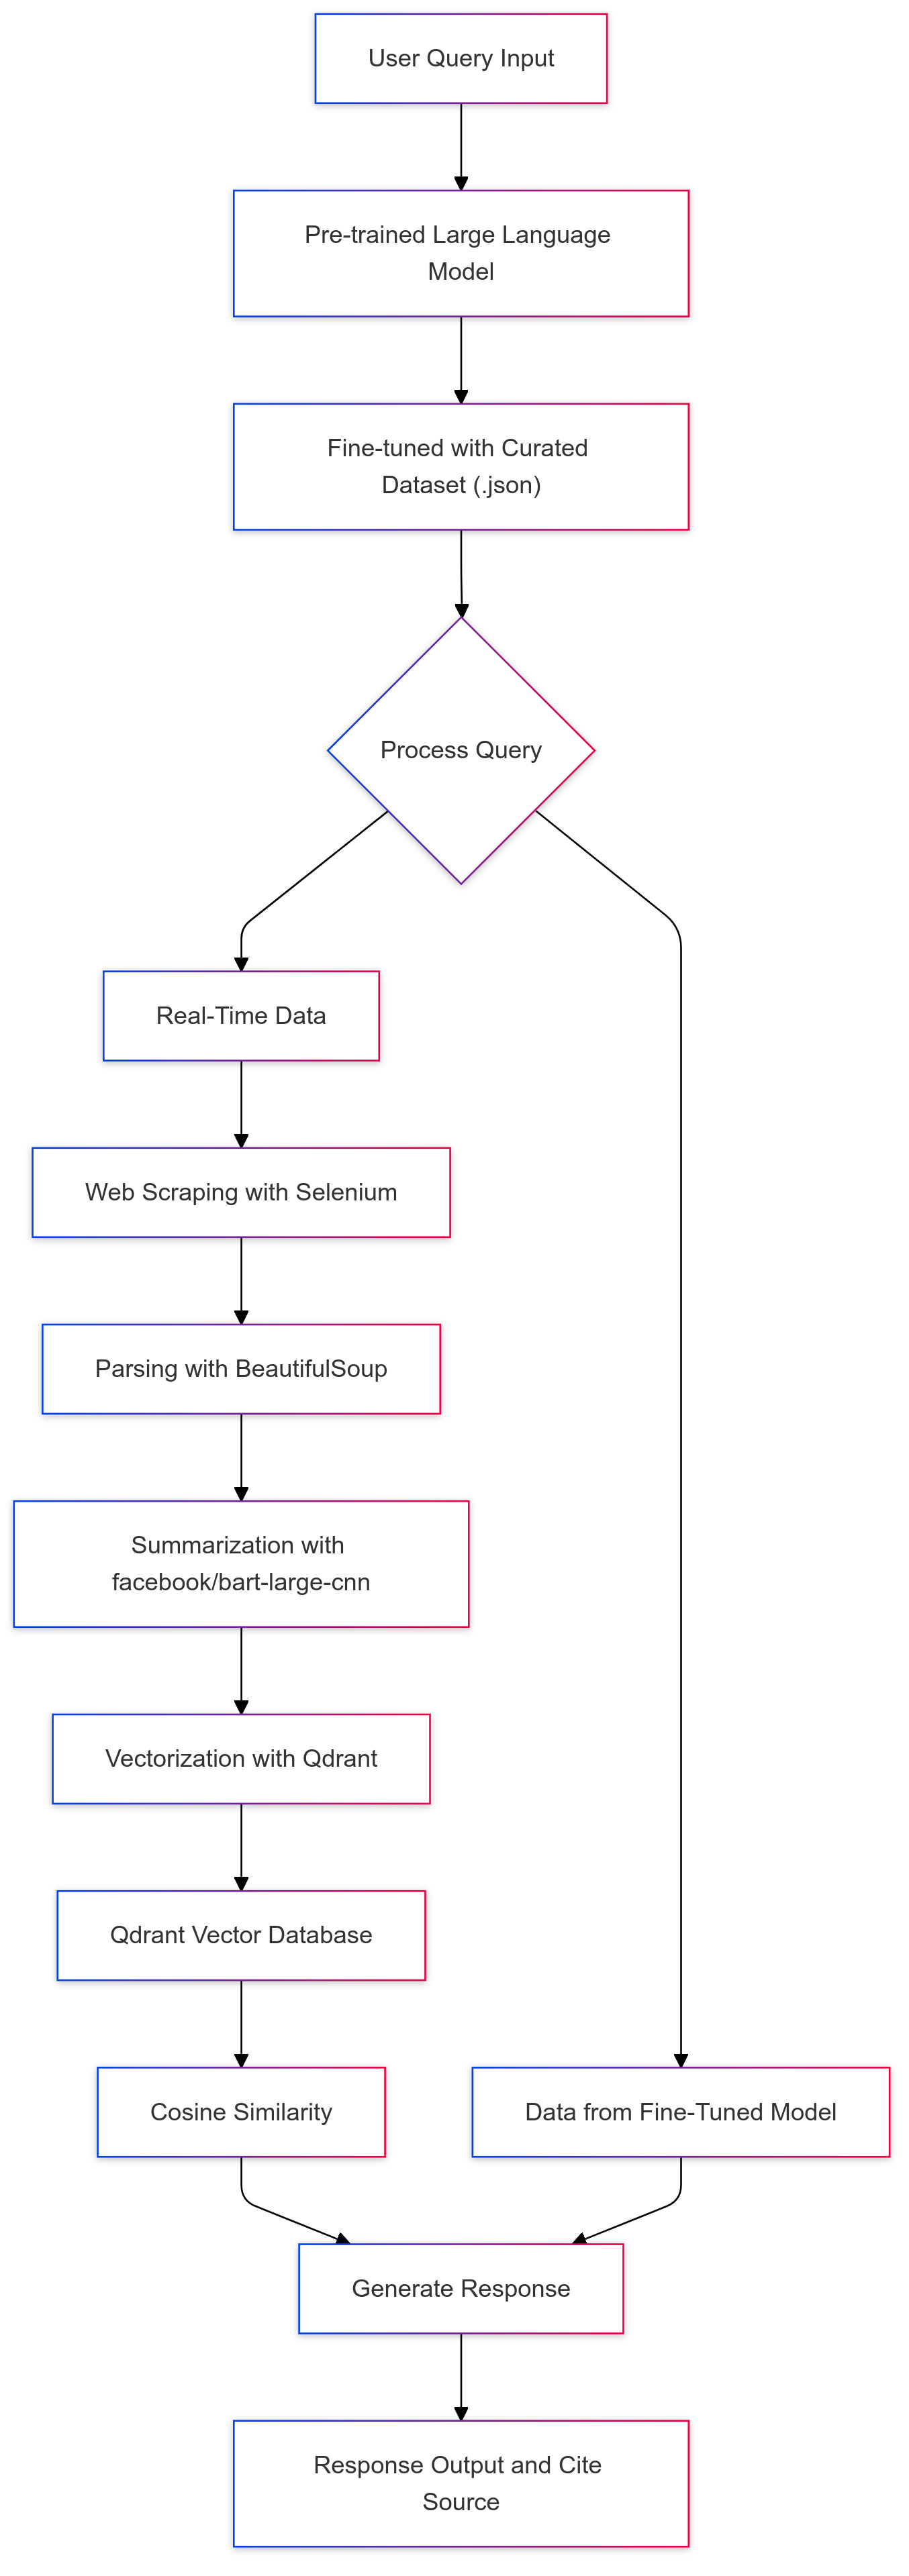 User Query Input
Pre-trained Large Language
Model
Fine-tuned with Curated
Dataset (.json)
Process Query
Real-Time Data
Web Scraping with Selenium
Parsing with BeautifulSoup
Summarization with
facebook/bart-large-cnn
Vectorization with Qdrant
Qdrant Vector Database
Cosine Similarity
Data from Fine-Tuned Model
Generate Response
Response Output and Cite
Source